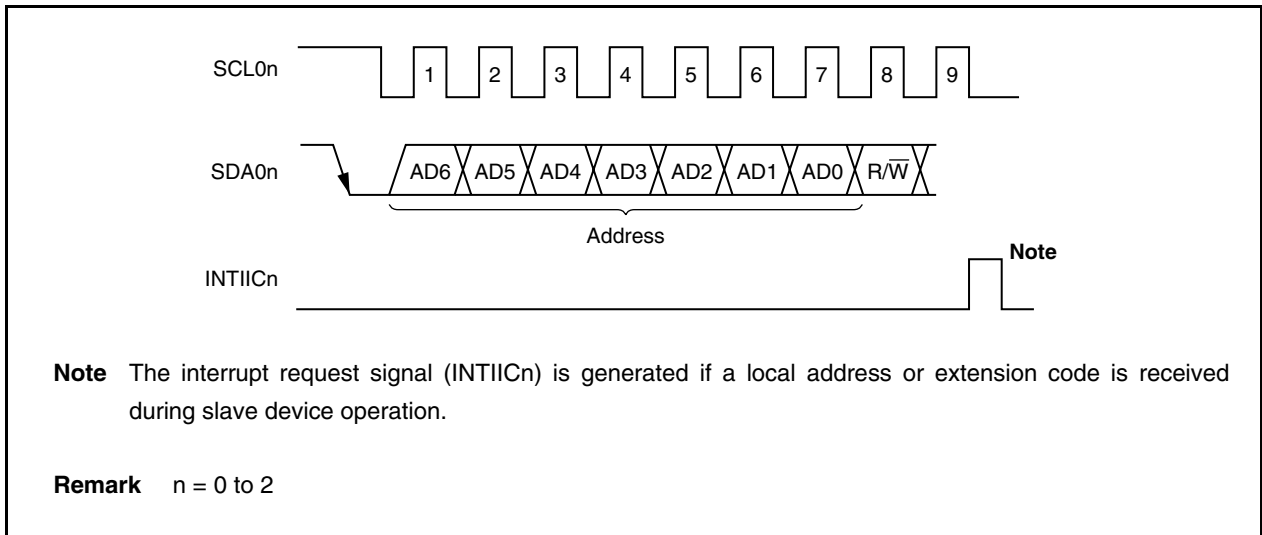 SCL0n
1 2 3 4 5 6 7 8 9
SDA0n
AD6 AD5 AD4 AD3 AD2 AD1 AD0 R/W̅
Address
INTIICn
Note
Note The interrupt request signal (INTIICn) is generated if a local address or extension code is received
during slave device operation.
Remark n = 0 to 2